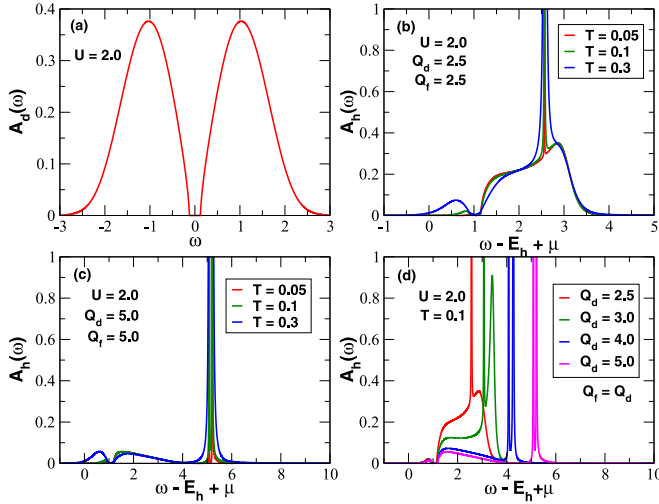 (a)
U = 2.0
A_d(ω)
0.4
0.3
0.2
0.1
0
-3 -2 -1 0 1 2 3
ω
(b)
U = 2.0
Q_d = 2.5
Q_f = 2.5
T = 0.05
T = 0.1
T = 0.3
A_h(ω)
1
0.8
0.6
0.4
0.2
0
-1 0 1 2 3 4 5
ω - E_h + μ
(c)
U = 2.0
Q_d = 5.0
Q_f = 5.0
T = 0.05
T = 0.1
T = 0.3
A_h(ω)
1
0.8
0.6
0.4
0.2
0
0 2 4 6 8 10
ω - E_h + μ
(d)
U = 2.0
T = 0.1
Q_d = 2.5
Q_d = 3.0
Q_d = 4.0
Q_d = 5.0
Q_f = Q_d
A_h(ω)
1
0.8
0.6
0.4
0.2
0
0 2 4 6 8 10
ω - E_h + μ